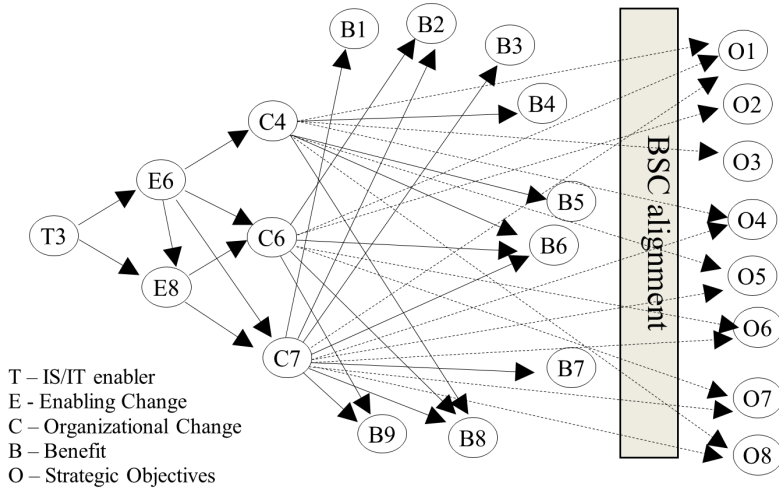 B1
B2
B3
B4
C4
O1
O2
O3
E6
B5
O4
T3
C6
B6
BSC alignment
O5
E8
O6
C7
B7
O7
B9
B8
O8
T – IS/IT enabler
E - Enabling Change
C – Organizational Change
B – Benefit
O – Strategic Objectives